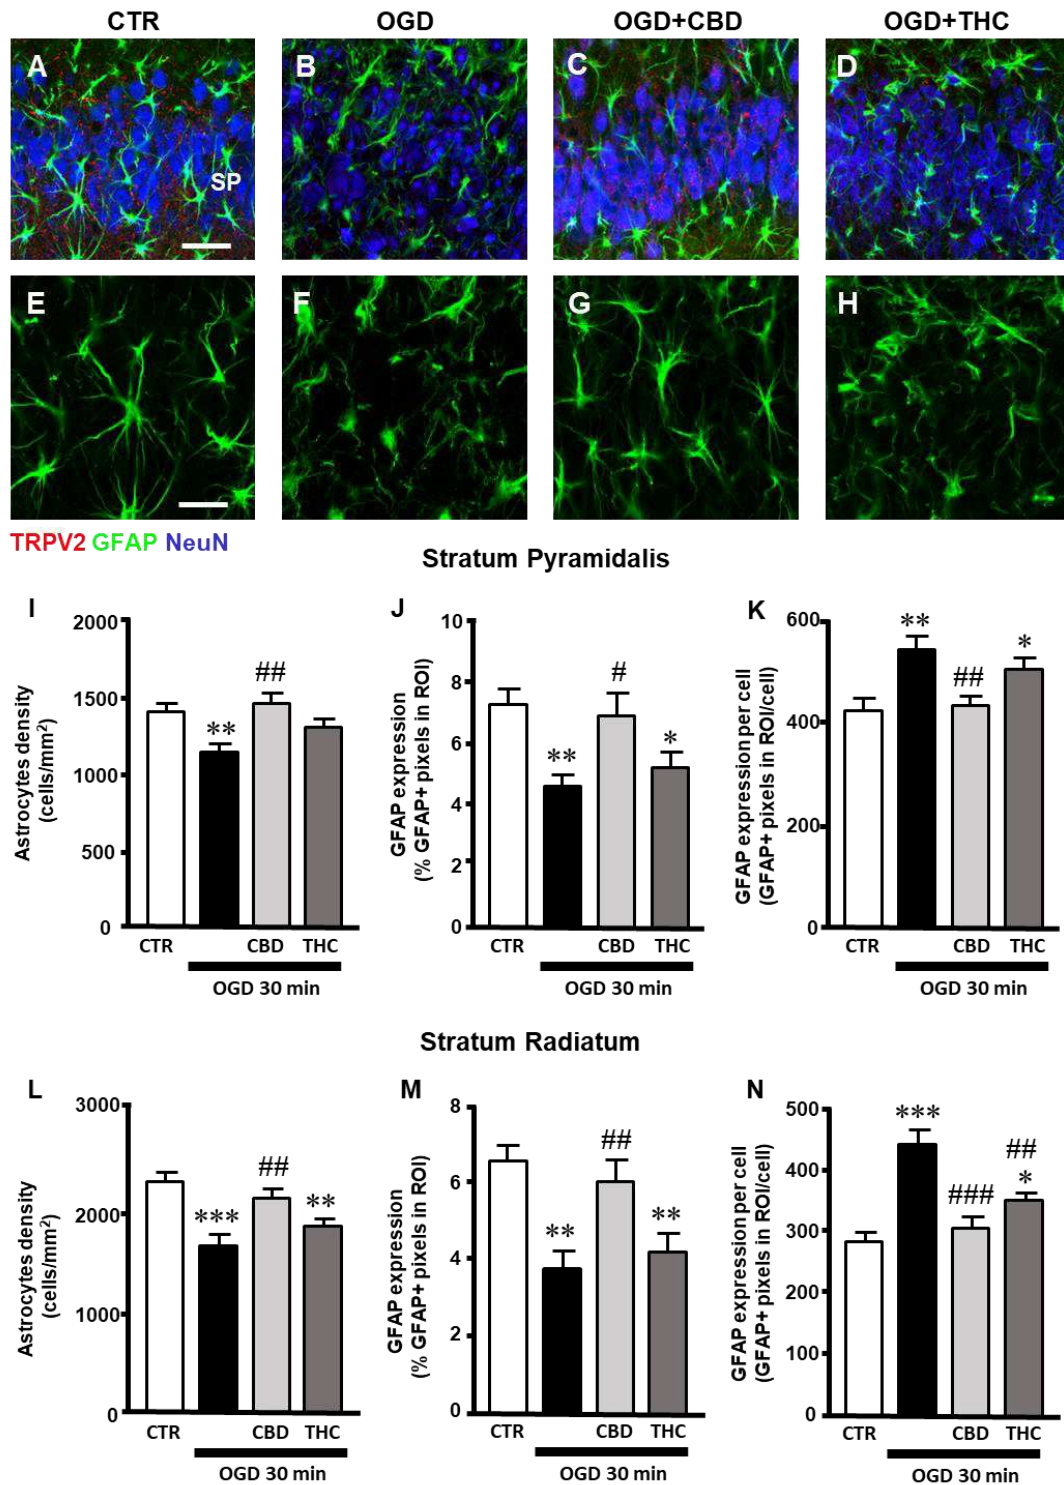 CTR OGD OGD+CBD OGD+THC
A B C D
SP
E F G H
TRPV2 GFAP NeuN
Stratum Pyramidalis
I
Astrocytes density
(cells/mm²)
2000
1500
1000
500
0
**
##
CTR CBD THC
OGD 30 min
J
GFAP expression
(% GFAP+ pixels in ROI)
10
8
6
4
2
0
**
#
*
CTR CBD THC
OGD 30 min
K
GFAP expression per cell
(GFAP+ pixels in ROI/cell)
600
400
200
0
**
##
*
CTR CBD THC
OGD 30 min
Stratum Radiatum
L
Astrocytes density
(cells/mm²)
3000
2000
1000
0
***
##
**
CTR CBD THC
OGD 30 min
M
GFAP expression
(% GFAP+ pixels in ROI)
8
6
4
2
0
**
##
**
CTR CBD THC
OGD 30 min
N
GFAP expression per cell
(GFAP+ pixels in ROI/cell)
500
400
300
200
100
0
***
###
##
*
CTR CBD THC
OGD 30 min